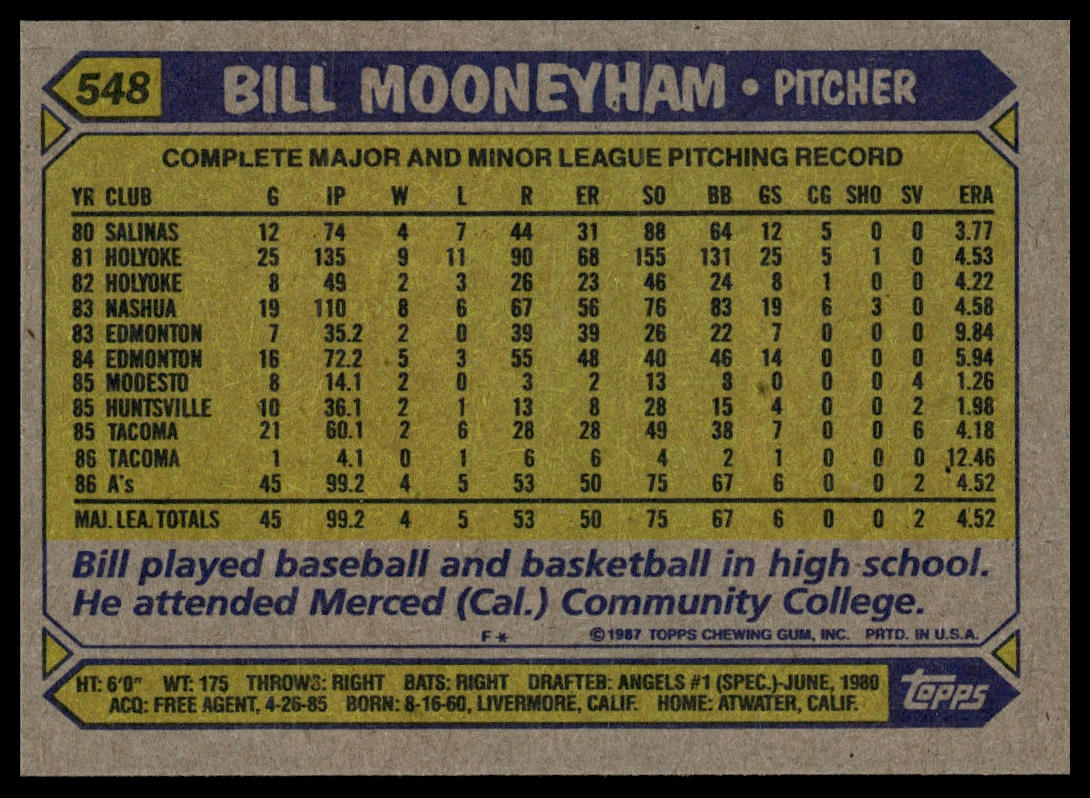 548 BILL MOONEYHAM • PITCHER
COMPLETE MAJOR AND MINOR LEAGUE PITCHING RECORD
YR CLUB G IP W L R ER SO BB GS CG SHO SV ERA
80 SALINAS 12 74 4 7 44 31 88 64 12 5 0 0 3.77
81 HOLYOKE 25 135 9 11 90 68 155 131 25 5 1 0 4.53
82 HOLYOKE 8 49 2 3 26 23 46 24 8 1 0 0 4.22
83 NASHUA 19 110 8 6 67 56 76 83 19 6 3 0 4.58
83 EDMONTON 7 35.2 2 0 39 39 26 22 7 0 0 0 9.84
84 EDMONTON 16 72.2 5 3 55 48 40 46 14 0 0 0 5.94
85 MODESTO 8 14.1 2 0 3 2 13 8 0 0 0 4 1.26
85 HUNTSVILLE 10 36.1 2 1 13 8 28 15 4 0 0 2 1.98
85 TACOMA 21 60.1 2 6 28 28 49 38 7 0 0 6 4.18
86 TACOMA 1 4.1 0 1 6 6 4 2 1 0 0 0 12.46
86 A's 45 99.2 4 5 53 50 75 67 6 0 0 2 4.52
MAJ. LEA. TOTALS 45 99.2 4 5 53 50 75 67 6 0 0 2 4.52
Bill played baseball and basketball in high school.
He attended Merced (Cal.) Community College.
F* ©1987 TOPPS CHEWING GUM, INC. PRTD. IN U.S.A.
HT: 6'0" WT: 175 THROWS: RIGHT BATS: RIGHT DRAFTED: ANGELS #1 (SPEC.)-JUNE, 1980
ACQ: FREE AGENT, 4-26-85 BORN: 8-16-60, LIVERMORE, CALIF. HOME: ATWATER, CALIF.
Topps